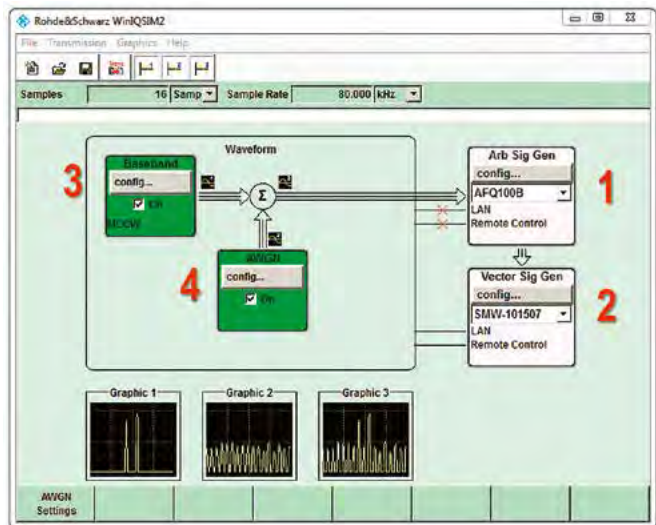 Rohde&Schwarz WinIQSIM2
File Transmission Graphics Help
Samples 16 Samp Sample Rate 80.000 kHz
Waveform
Baseband
config...
On
MCCW
Σ
AWGN
config...
On
Arb Sig Gen
config...
AFQ100B
LAN
Remote Control
Vector Sig Gen
config...
SMW-101507
LAN
Remote Control
3
4
1
2
Graphic 1 Graphic 2 Graphic 3
AWGN
Settings